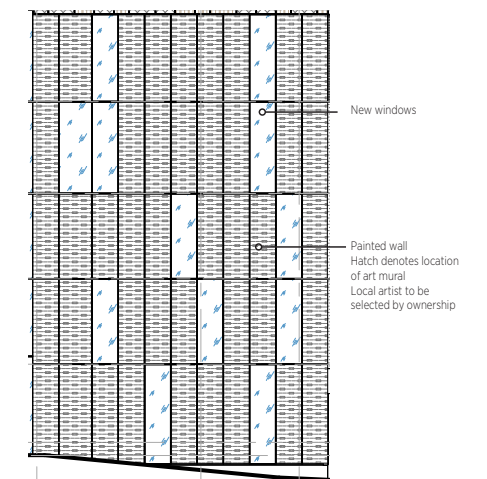 New windows
Painted wall
Hatch denotes location
of art mural
Local artist to be
selected by ownership